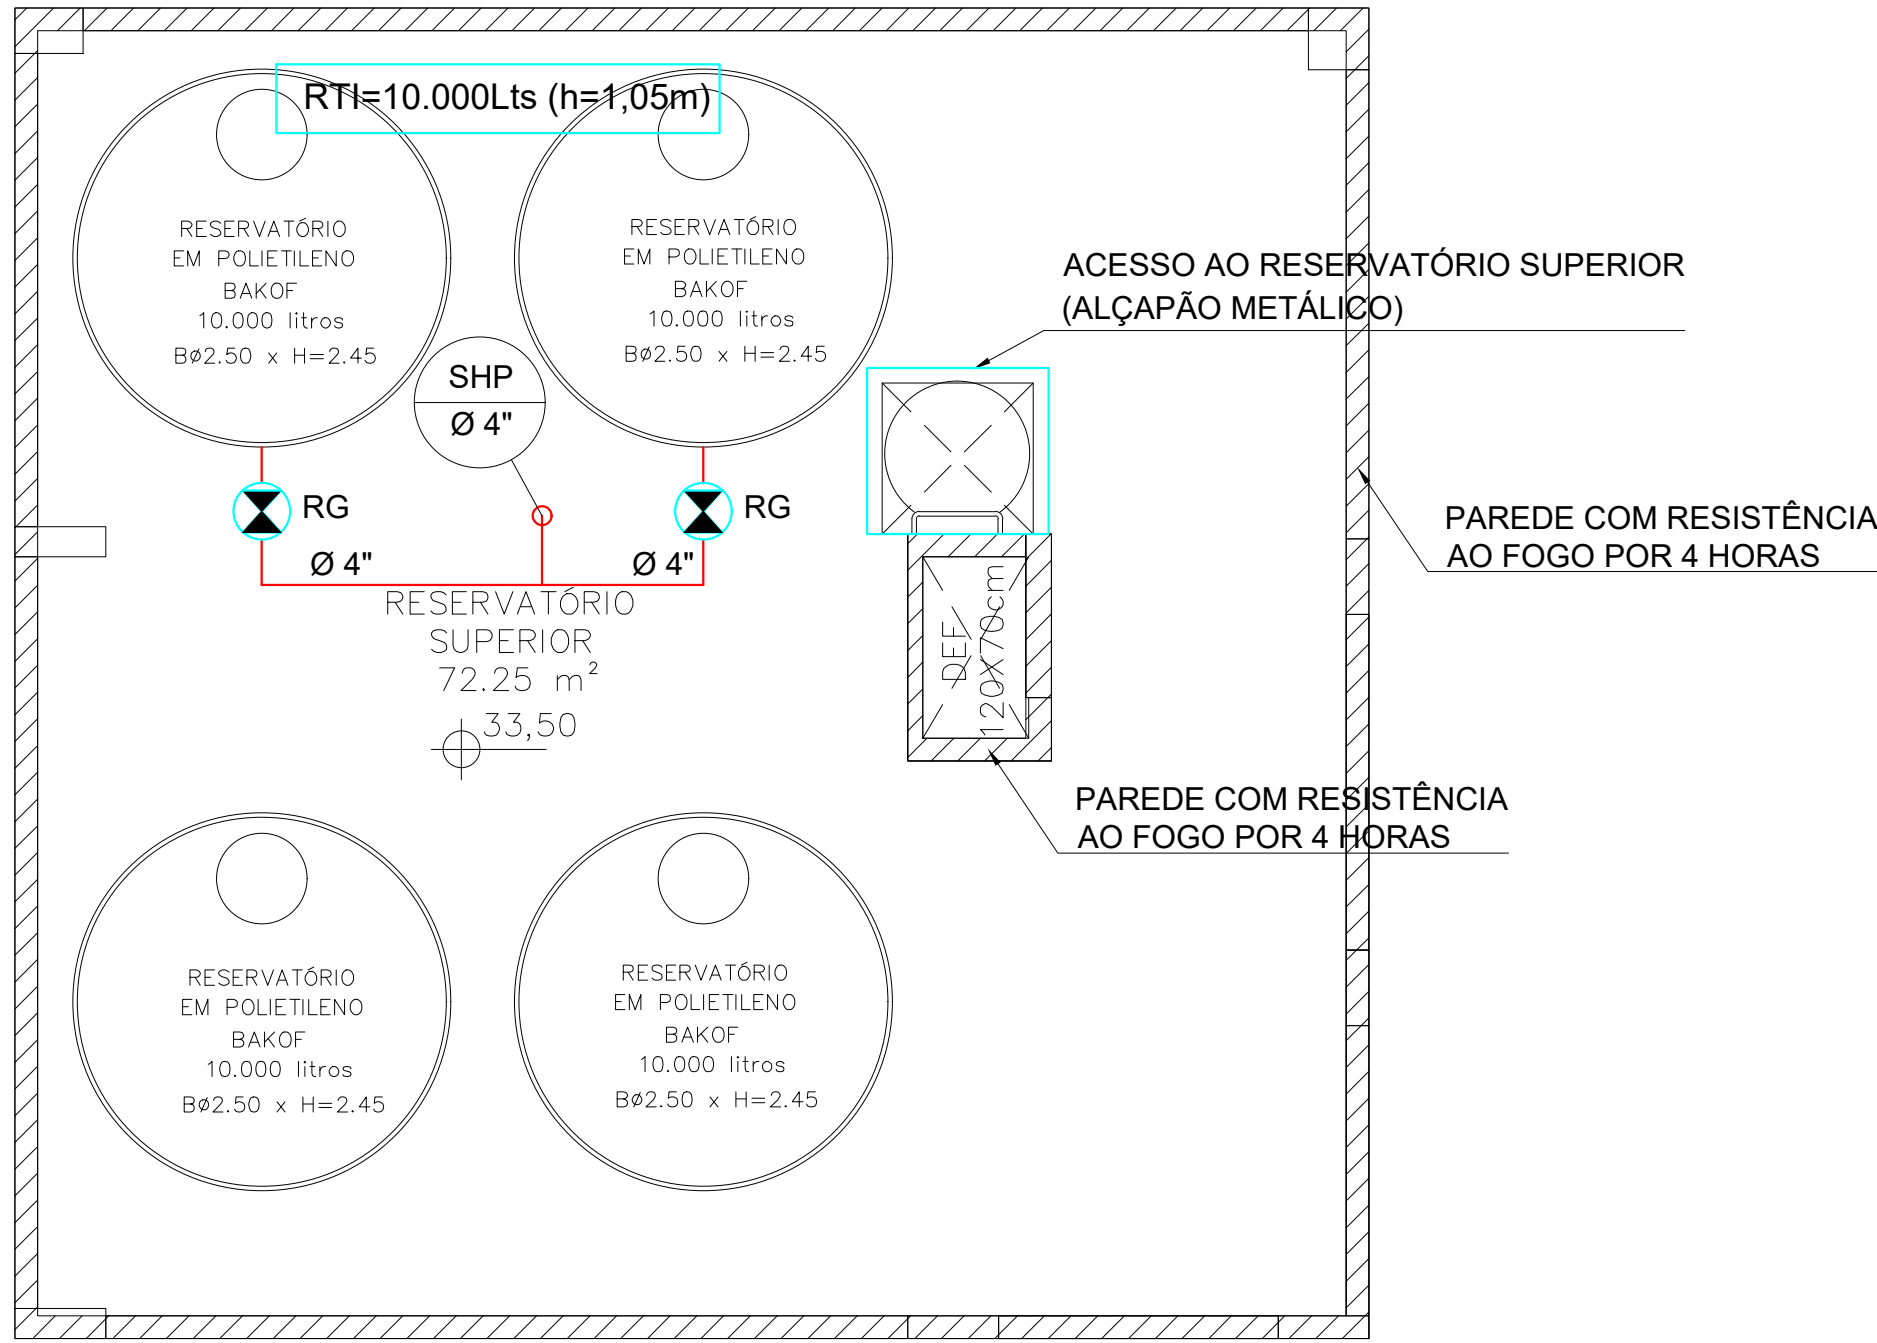 RTI=10.000Lts (h=1,05m)
RESERVATÓRIO
EM POLIETILENO
BAKOF
10.000 litros
Bø2.50 x H=2.45
RESERVATÓRIO
EM POLIETILENO
BAKOF
10.000 litros
Bø2.50 x H=2.45
ACESSO AO RESERVATÓRIO SUPERIOR
(ALÇAPÃO METÁLICO)
SHP
Ø 4"
RG
RG
Ø 4"
Ø 4"
PAREDE COM RESISTÊNCIA
AO FOGO POR 4 HORAS
RESERVATÓRIO
SUPERIOR
72.25 m²
33,50
DEF
120X70cm
PAREDE COM RESISTÊNCIA
AO FOGO POR 4 HORAS
RESERVATÓRIO
EM POLIETILENO
BAKOF
10.000 litros
Bø2.50 x H=2.45
RESERVATÓRIO
EM POLIETILENO
BAKOF
10.000 litros
Bø2.50 x H=2.45